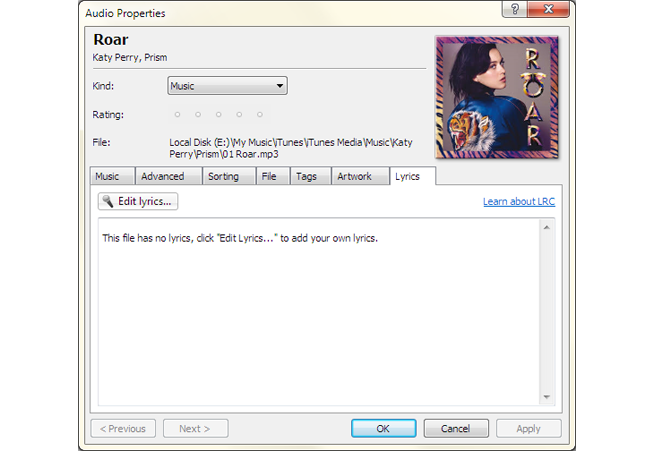 Audio Properties
?
Roar
Katy Perry, Prism
Kind:
Music
Rating:
File:
Local Disk (E:)\My Music\Tunes\iTunes Media\Music\Katy
Perry\Prism\01 Roar.mp3
ROAR
Music Advanced Sorting File Tags Artwork Lyrics
Edit lyrics... Learn about LRC
This file has no lyrics, click "Edit Lyrics..." to add your own lyrics.
< Previous Next > OK Cancel Apply